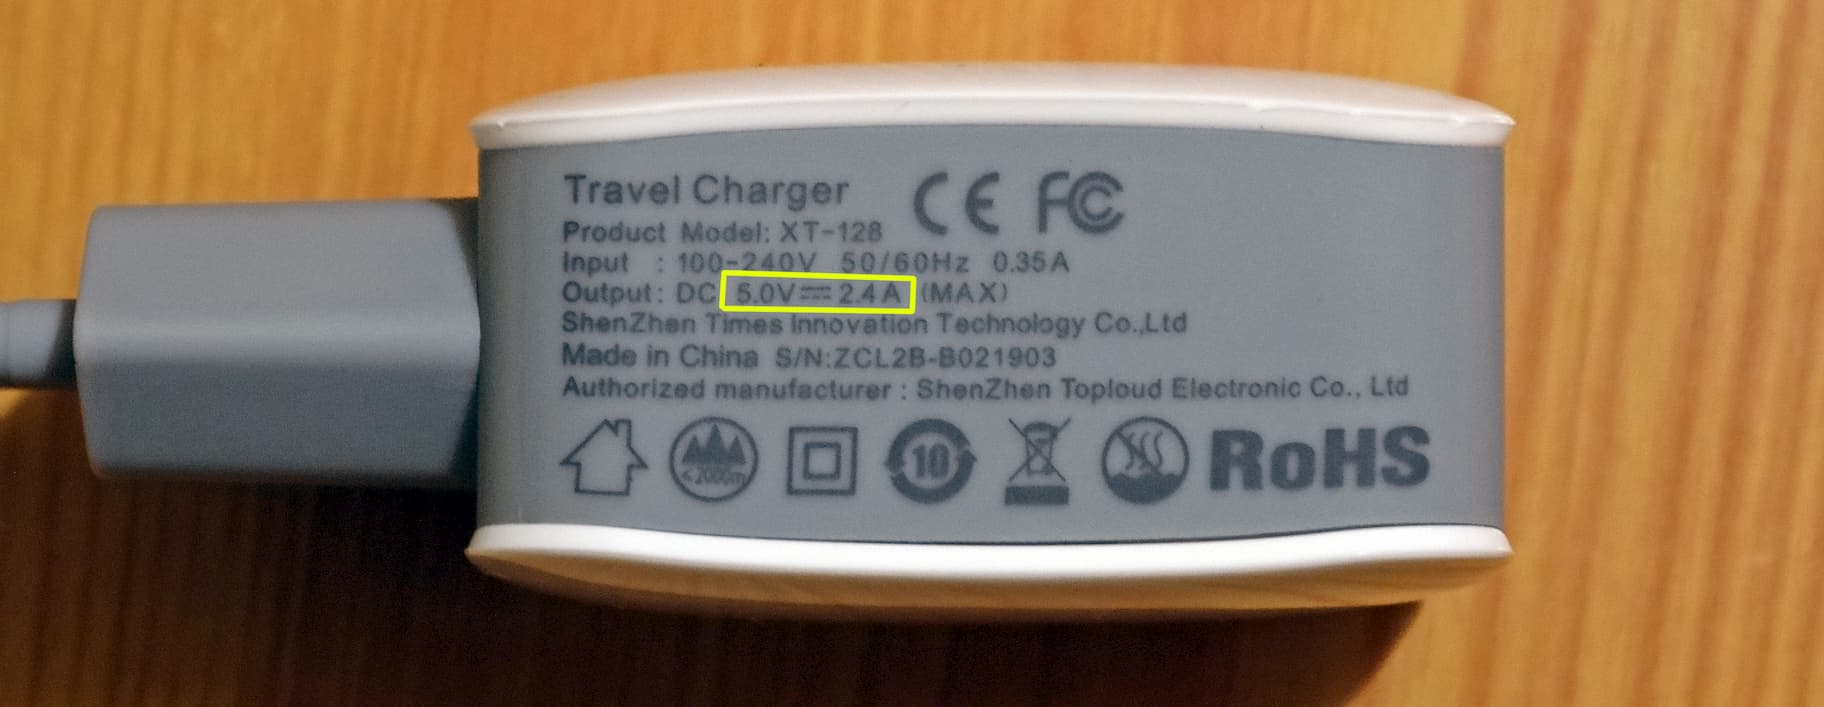 Travel Charger CE FC
Product Model: XT-128
Input : 100-240V 50/60Hz 0.35A
Output: DC 5.0V⎓2.4A (MAX)
ShenZhen Times Innovation Technology Co.,Ltd
Made in China S/N:ZCL2B-B021903
Authorized manufacturer : ShenZhen Toploud Electronic Co., Ltd
≤2000m 10 RoHS